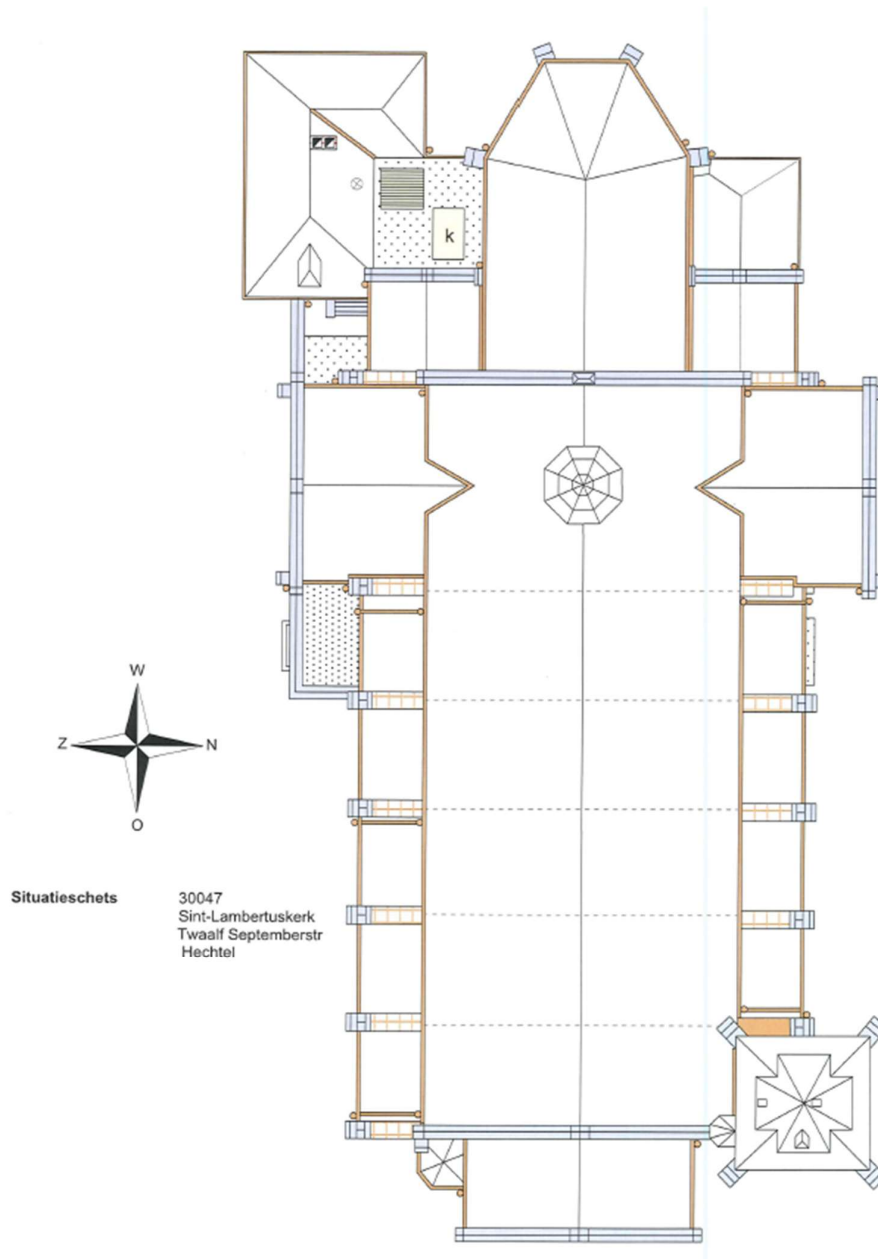 k
W
Z N
O
Situatieschets 30047
Sint-Lambertuskerk
Twaalf Septemberstr
Hechtel